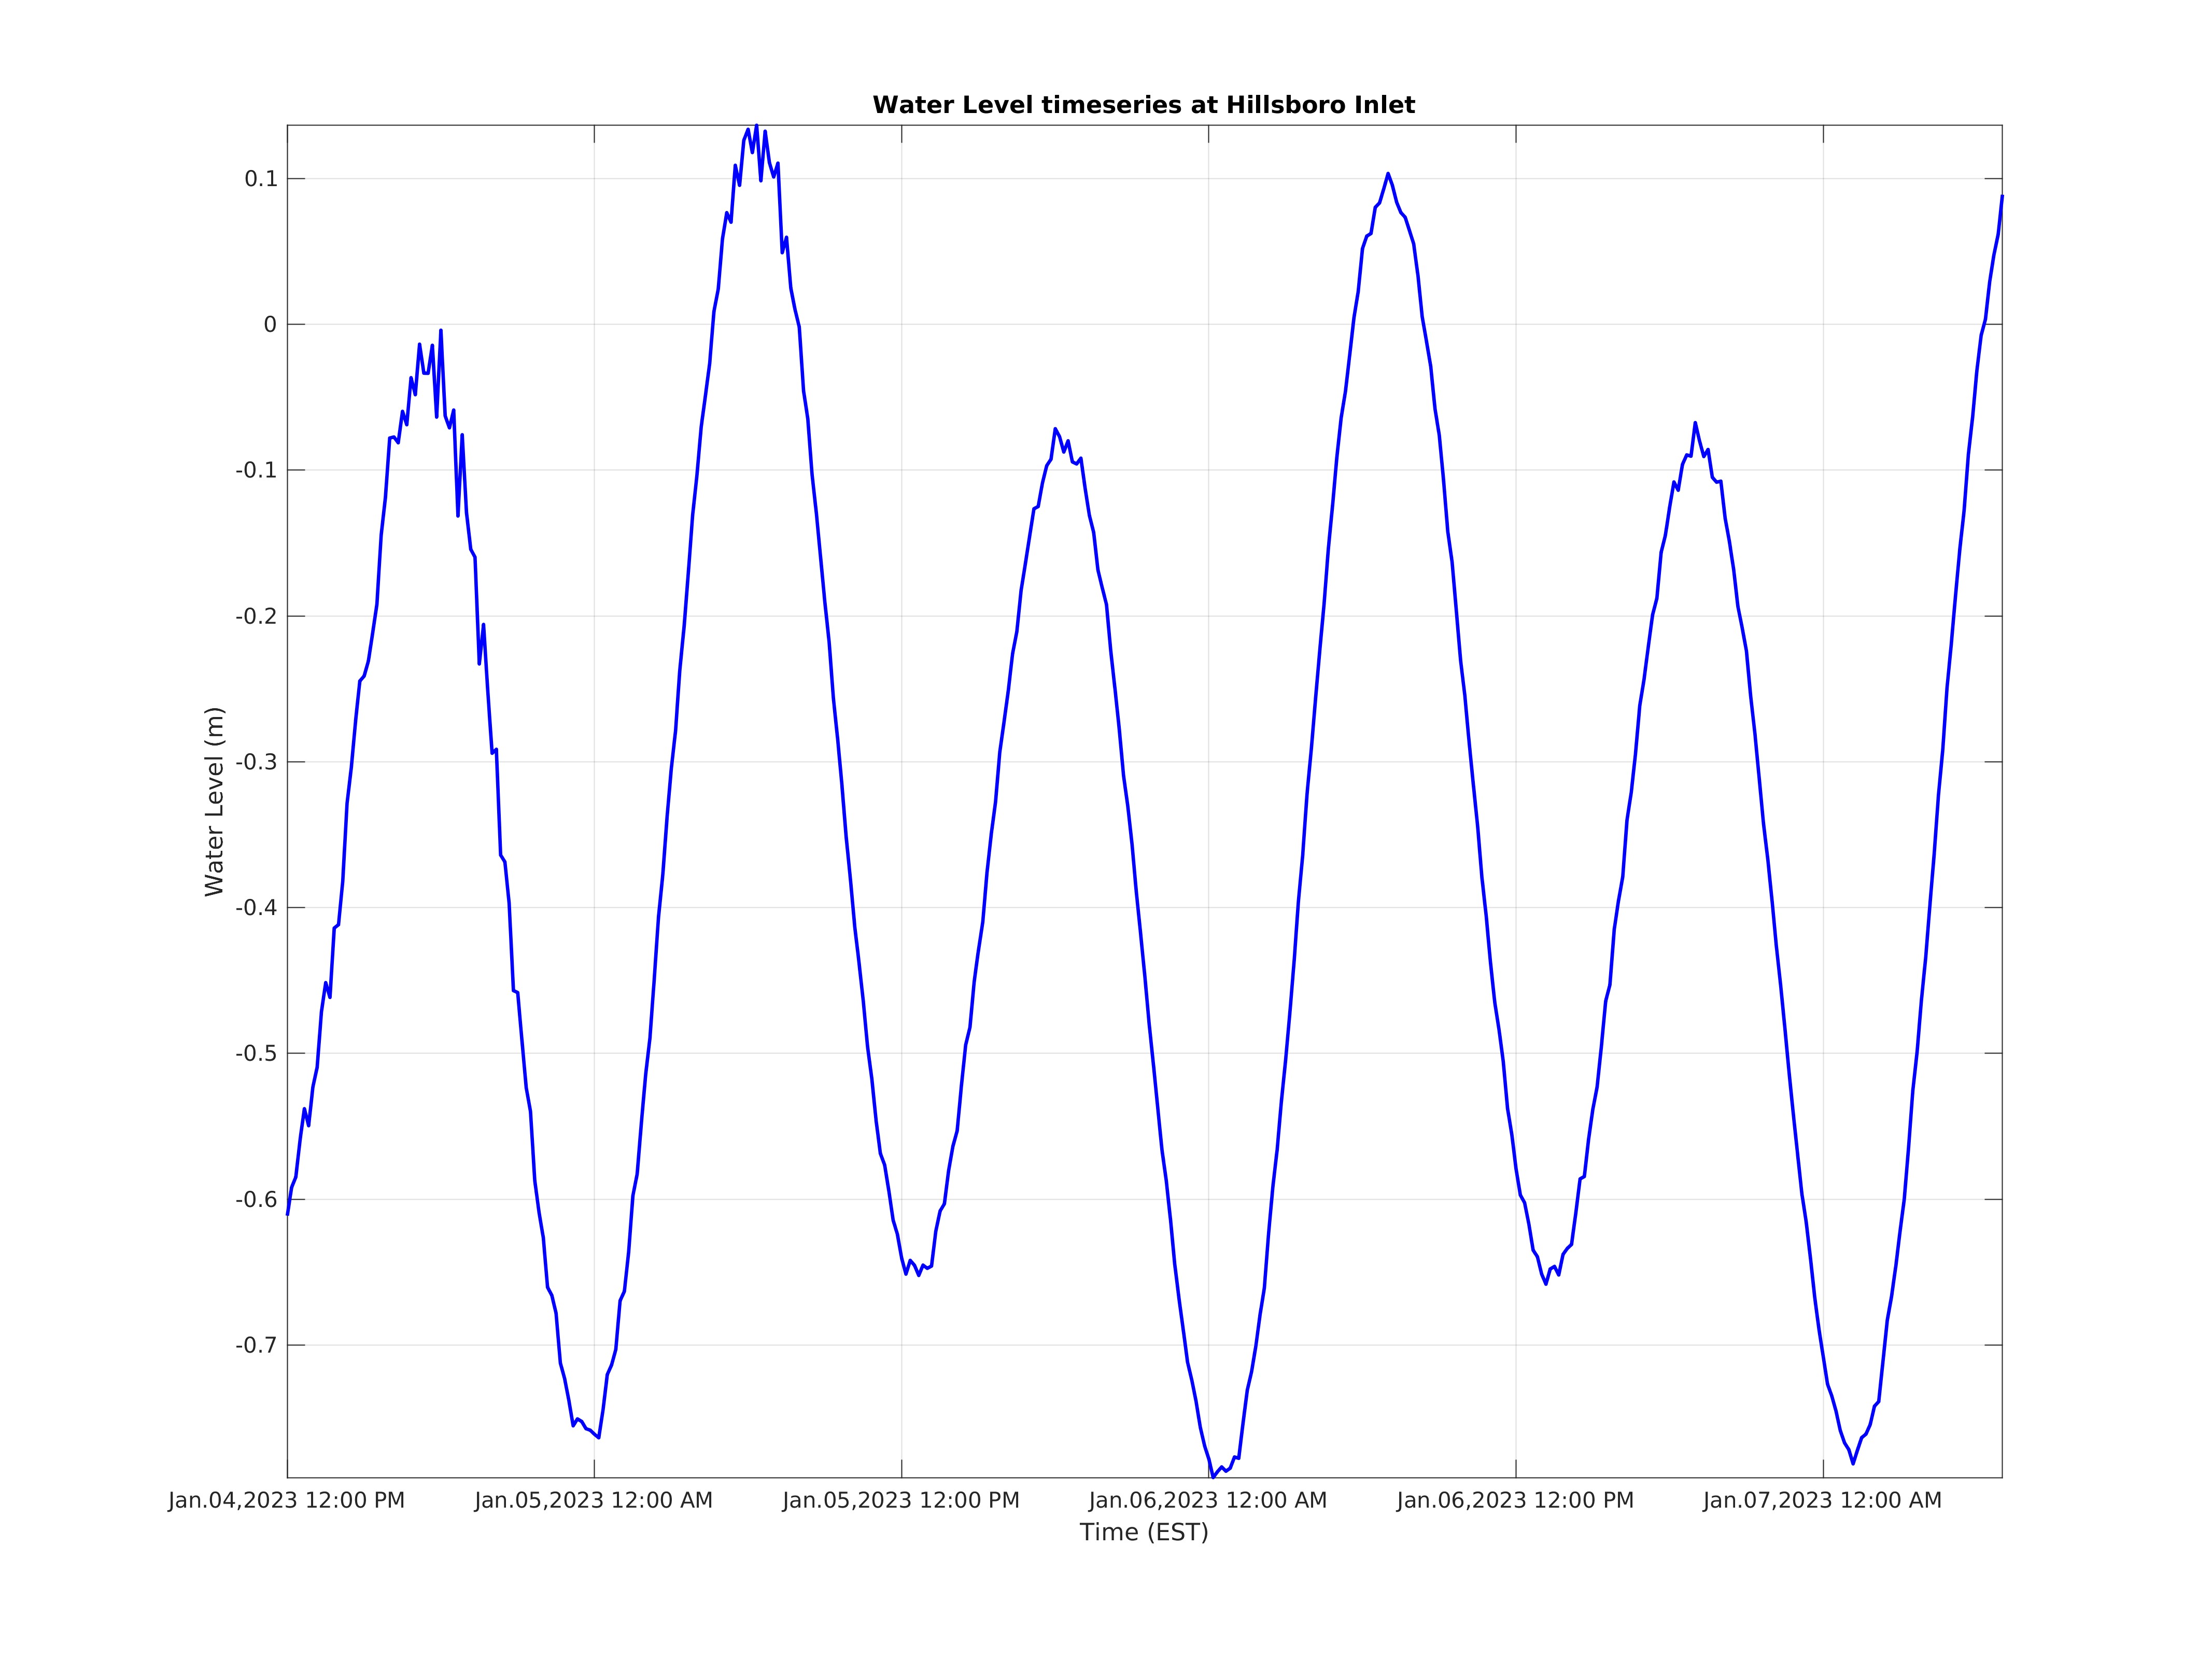 Water Level timeseries at Hillsboro Inlet
0.1
0
-0.1
-0.2
-0.3
-0.4
-0.5
-0.6
-0.7
Water Level (m)
Jan.04,2023 12:00 PM
Jan.05,2023 12:00 AM
Jan.05,2023 12:00 PM
Jan.06,2023 12:00 AM
Jan.06,2023 12:00 PM
Jan.07,2023 12:00 AM
Time (EST)